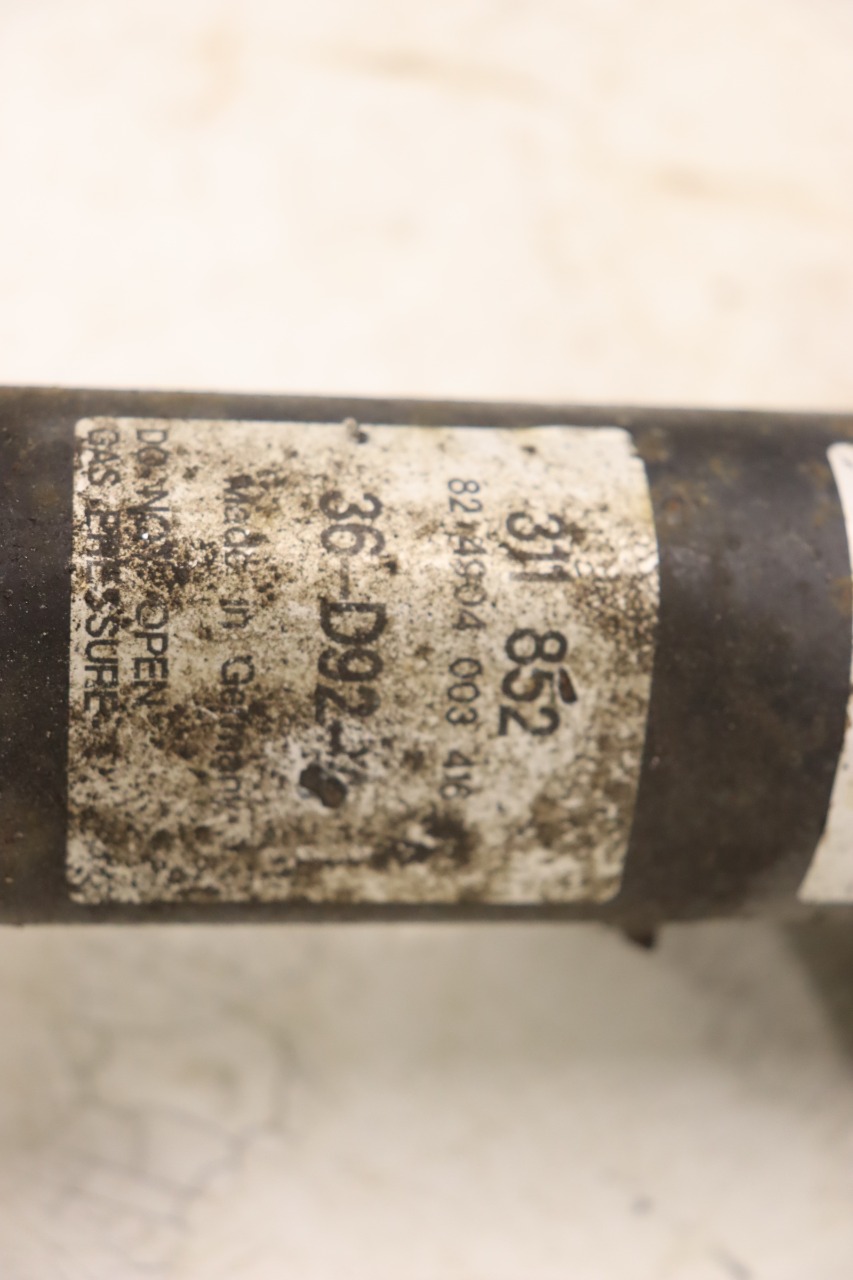 311 852
82 4904 003 416
36-D92-
Made in Germany
DO NOT OPEN
GAS PRESSURE